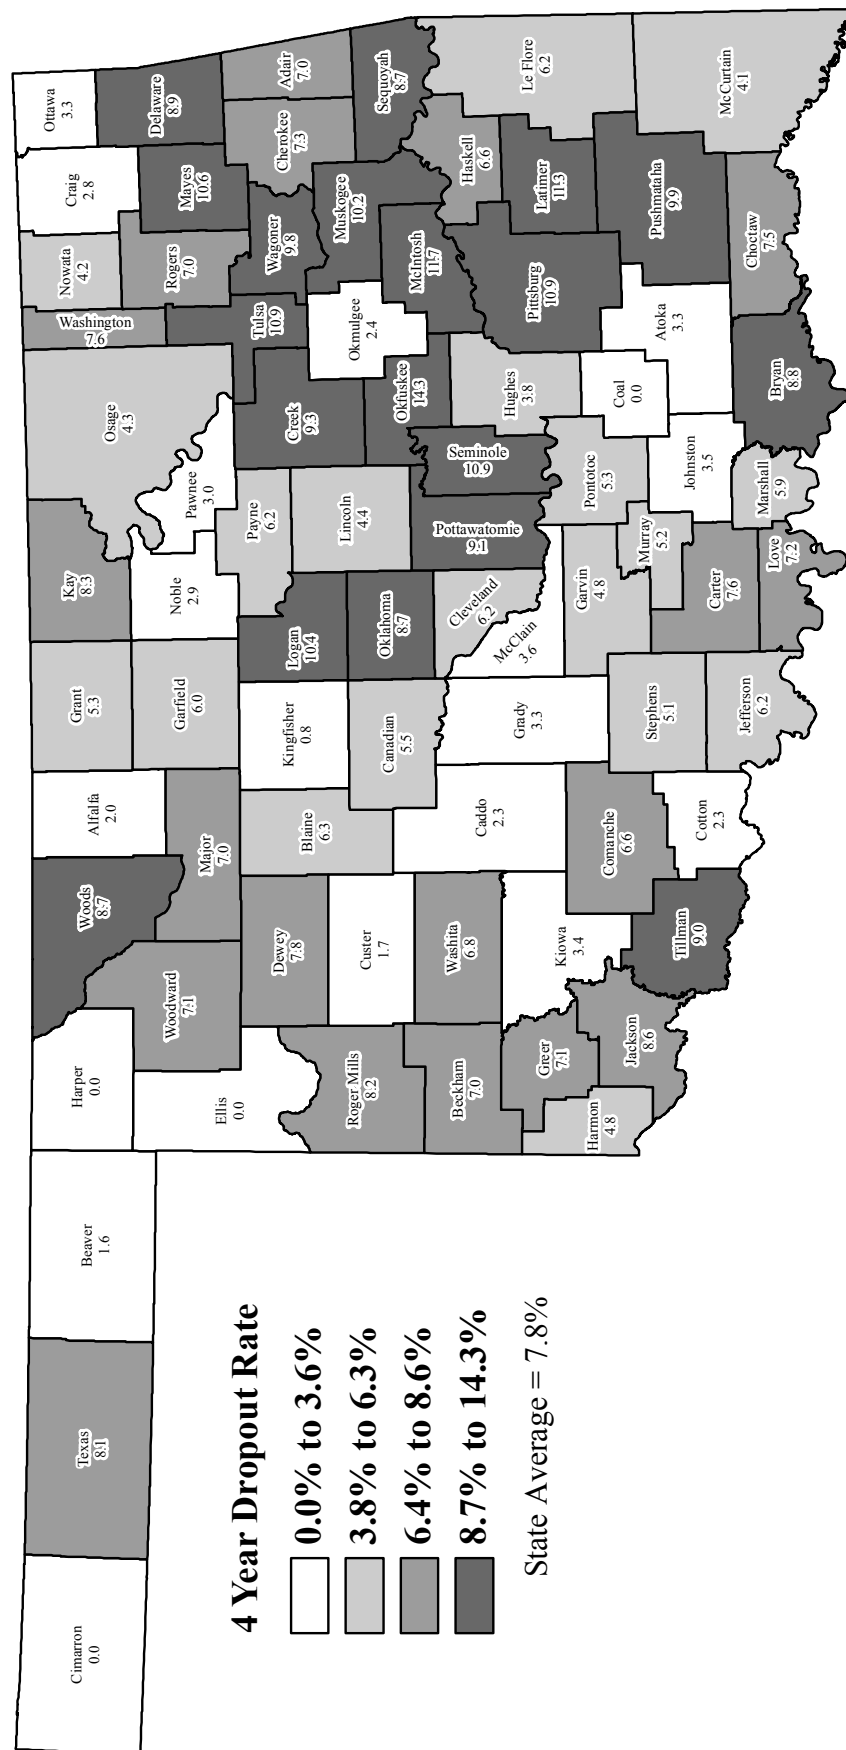 Cimarron
0.0
Texas
8.1
Beaver
1.6
Harper
0.0
Woods
8.7
Alfalfa
2.0
Grant
5.3
Kay
8.3
Osage
4.3
Washington
7.6
Nowata
4.2
Craig
2.8
Ottawa
3.3
Ellis
0.0
Woodward
7.1
Major
7.0
Garfield
6.0
Noble
2.9
Pawnee
3.0
Rogers
7.0
Mayes
10.6
Delaware
8.9
Roger Mills
8.2
Dewey
7.8
Blaine
6.3
Kingfisher
0.8
Logan
10.4
Payne
6.2
Creek
9.3
Tulsa
10.9
Wagoner
9.8
Cherokee
7.3
Adair
7.0
Custer
1.7
Canadian
5.5
Oklahoma
8.7
Lincoln
4.4
Okfuskee
14.3
Okmulgee
2.4
Muskogee
10.2
McIntosh
11.7
Sequoyah
8.7
Beckham
7.0
Washita
6.8
Caddo
2.3
Grady
3.3
McClain
3.6
Cleveland
6.2
Pottawatomie
9.1
Seminole
10.9
Hughes
3.8
Pittsburg
10.9
Haskell
6.6
Latimer
11.3
Le Flore
6.2
Harmon
4.8
Greer
7.1
Kiowa
3.4
Jackson
8.6
Tillman
9.0
Comanche
6.6
Cotton
2.3
Stephens
5.1
Jefferson
6.2
Garvin
4.8
Murray
5.2
Carter
7.6
Love
7.2
Pontotoc
5.3
Johnston
3.5
Marshall
5.9
Coal
0.0
Atoka
3.3
Bryan
8.8
Pushmataha
9.9
Choctaw
7.5
McCurtain
4.1
4 Year Dropout Rate
0.0% to 3.6%
3.8% to 6.3%
6.4% to 8.6%
8.7% to 14.3%
State Average = 7.8%